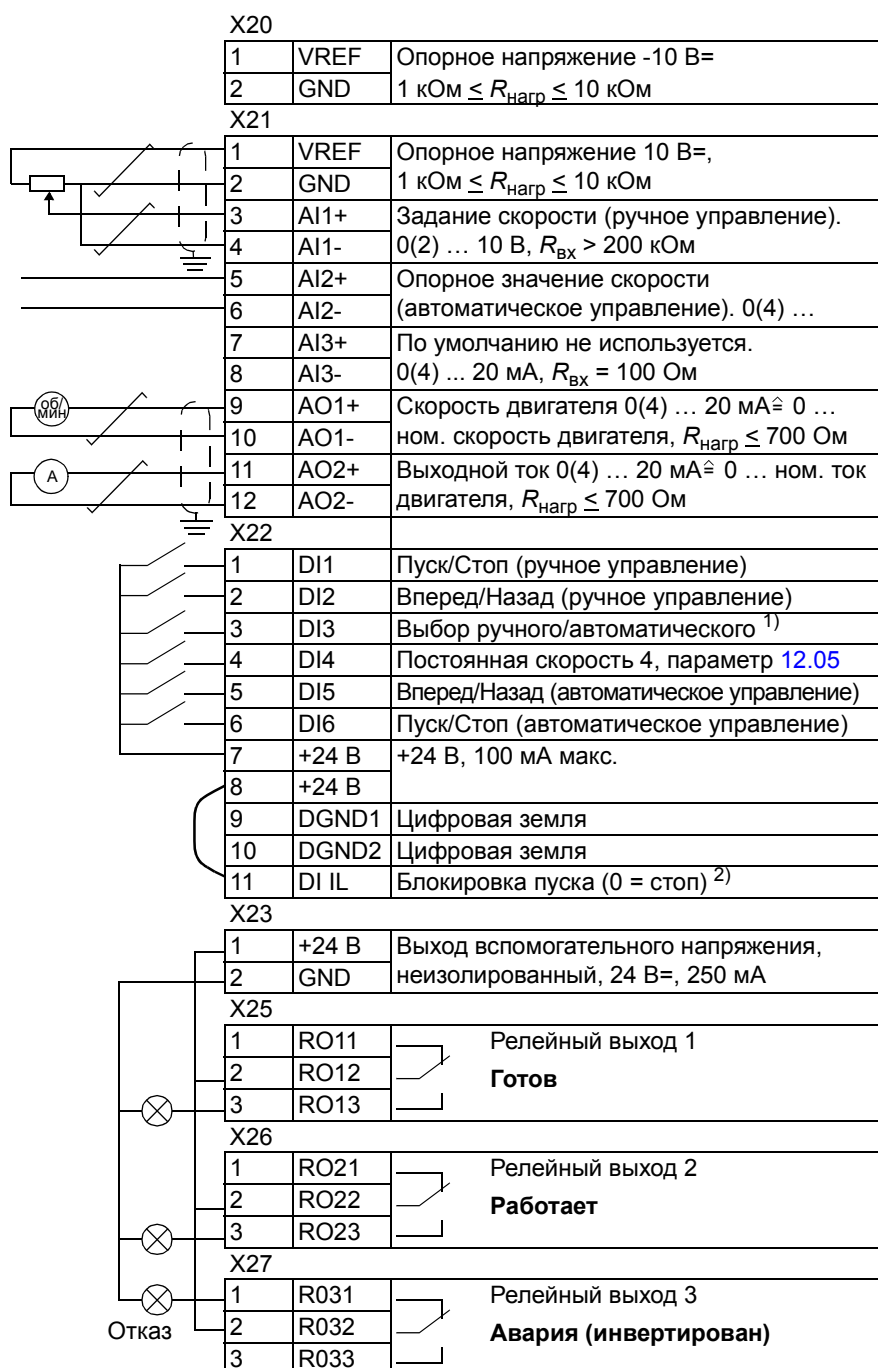 X20
1 VREF Опорное напряжение -10 В=
2 GND 1 кОм ≤ Rнагр ≤ 10 кОм
X21
1 VREF Опорное напряжение 10 В=,
2 GND 1 кОм ≤ Rнагр ≤ 10 кОм
3 AI1+ Задание скорости (ручное управление).
4 AI1- 0(2) … 10 В, Rвх > 200 кОм
5 AI2+ Опорное значение скорости
6 AI2- (автоматическое управление). 0(4) …
7 AI3+ По умолчанию не используется.
8 AI3- 0(4) ... 20 мА, Rвх = 100 Ом
об/
мин
9 AO1+ Скорость двигателя 0(4) … 20 мА≙ 0 …
10 AO1- ном. скорость двигателя, Rнагр ≤ 700 Ом
A
11 AO2+ Выходной ток 0(4) … 20 мА≙ 0 … ном. ток
12 AO2- двигателя, Rнагр ≤ 700 Ом
X22
1 DI1 Пуск/Стоп (ручное управление)
2 DI2 Вперед/Назад (ручное управление)
3 DI3 Выбор ручного/автоматического 1)
4 DI4 Постоянная скорость 4, параметр 12.05
5 DI5 Вперед/Назад (автоматическое управление)
6 DI6 Пуск/Стоп (автоматическое управление)
7 +24 В +24 В, 100 мА макс.
8 +24 В
9 DGND1 Цифровая земля
10 DGND2 Цифровая земля
11 DI IL Блокировка пуска (0 = стоп) 2)
X23
1 +24 В Выход вспомогательного напряжения,
2 GND неизолированный, 24 В=, 250 мА
X25
1 RO11 Релейный выход 1
2 RO12 Готов
3 RO13
X26
1 RO21 Релейный выход 2
2 RO22 Работает
3 RO23
X27
1 R031 Релейный выход 3
Отказ 2 R032 Авария (инвертирован)
3 R033